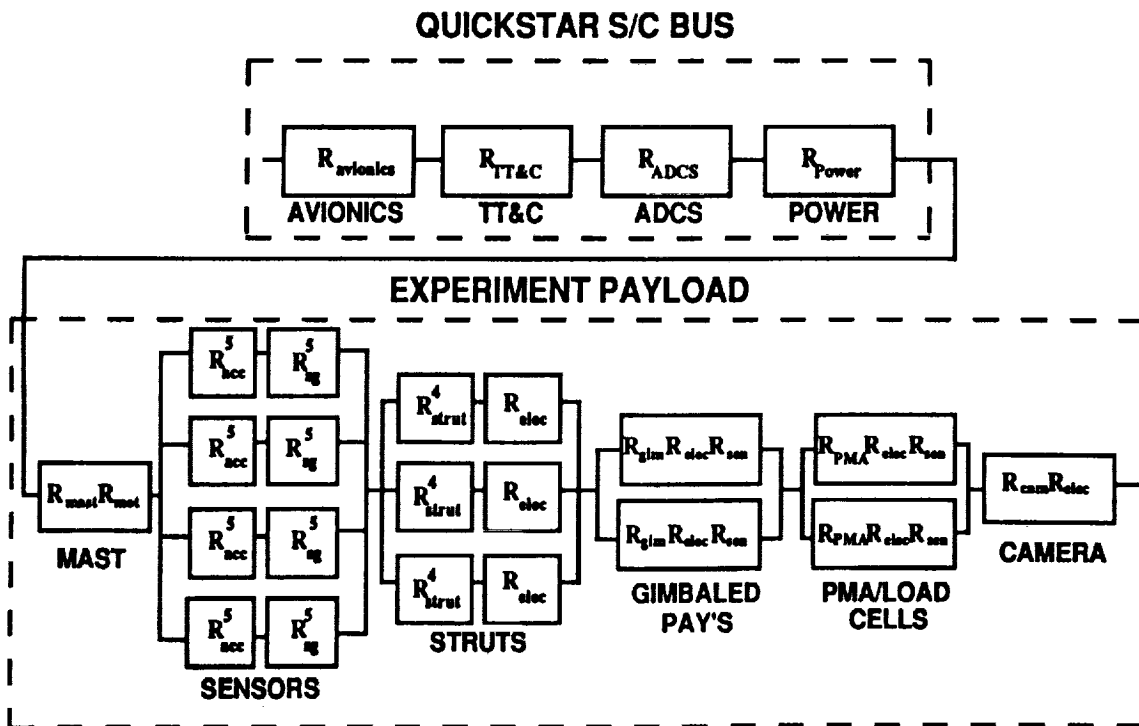 QUICKSTAR S/C BUS
R avionics
R TT&C
R ADCS
R Power
AVIONICS
TT&C
ADCS
POWER
EXPERIMENT PAYLOAD
R mast R mot
MAST
R 5 acc
R 5 sg
R 5 acc
R 5 sg
R 5 acc
R 5 sg
R 5 acc
R 5 sg
SENSORS
R 4 strut
R elec
R 4 strut
R elec
R 4 strut
R elec
STRUTS
R gim R elec R sen
R gim R elec R sen
GIMBALED
PAY'S
R PMA R elec R sen
R PMA R elec R sen
PMA/LOAD
CELLS
R cam R elec
CAMERA